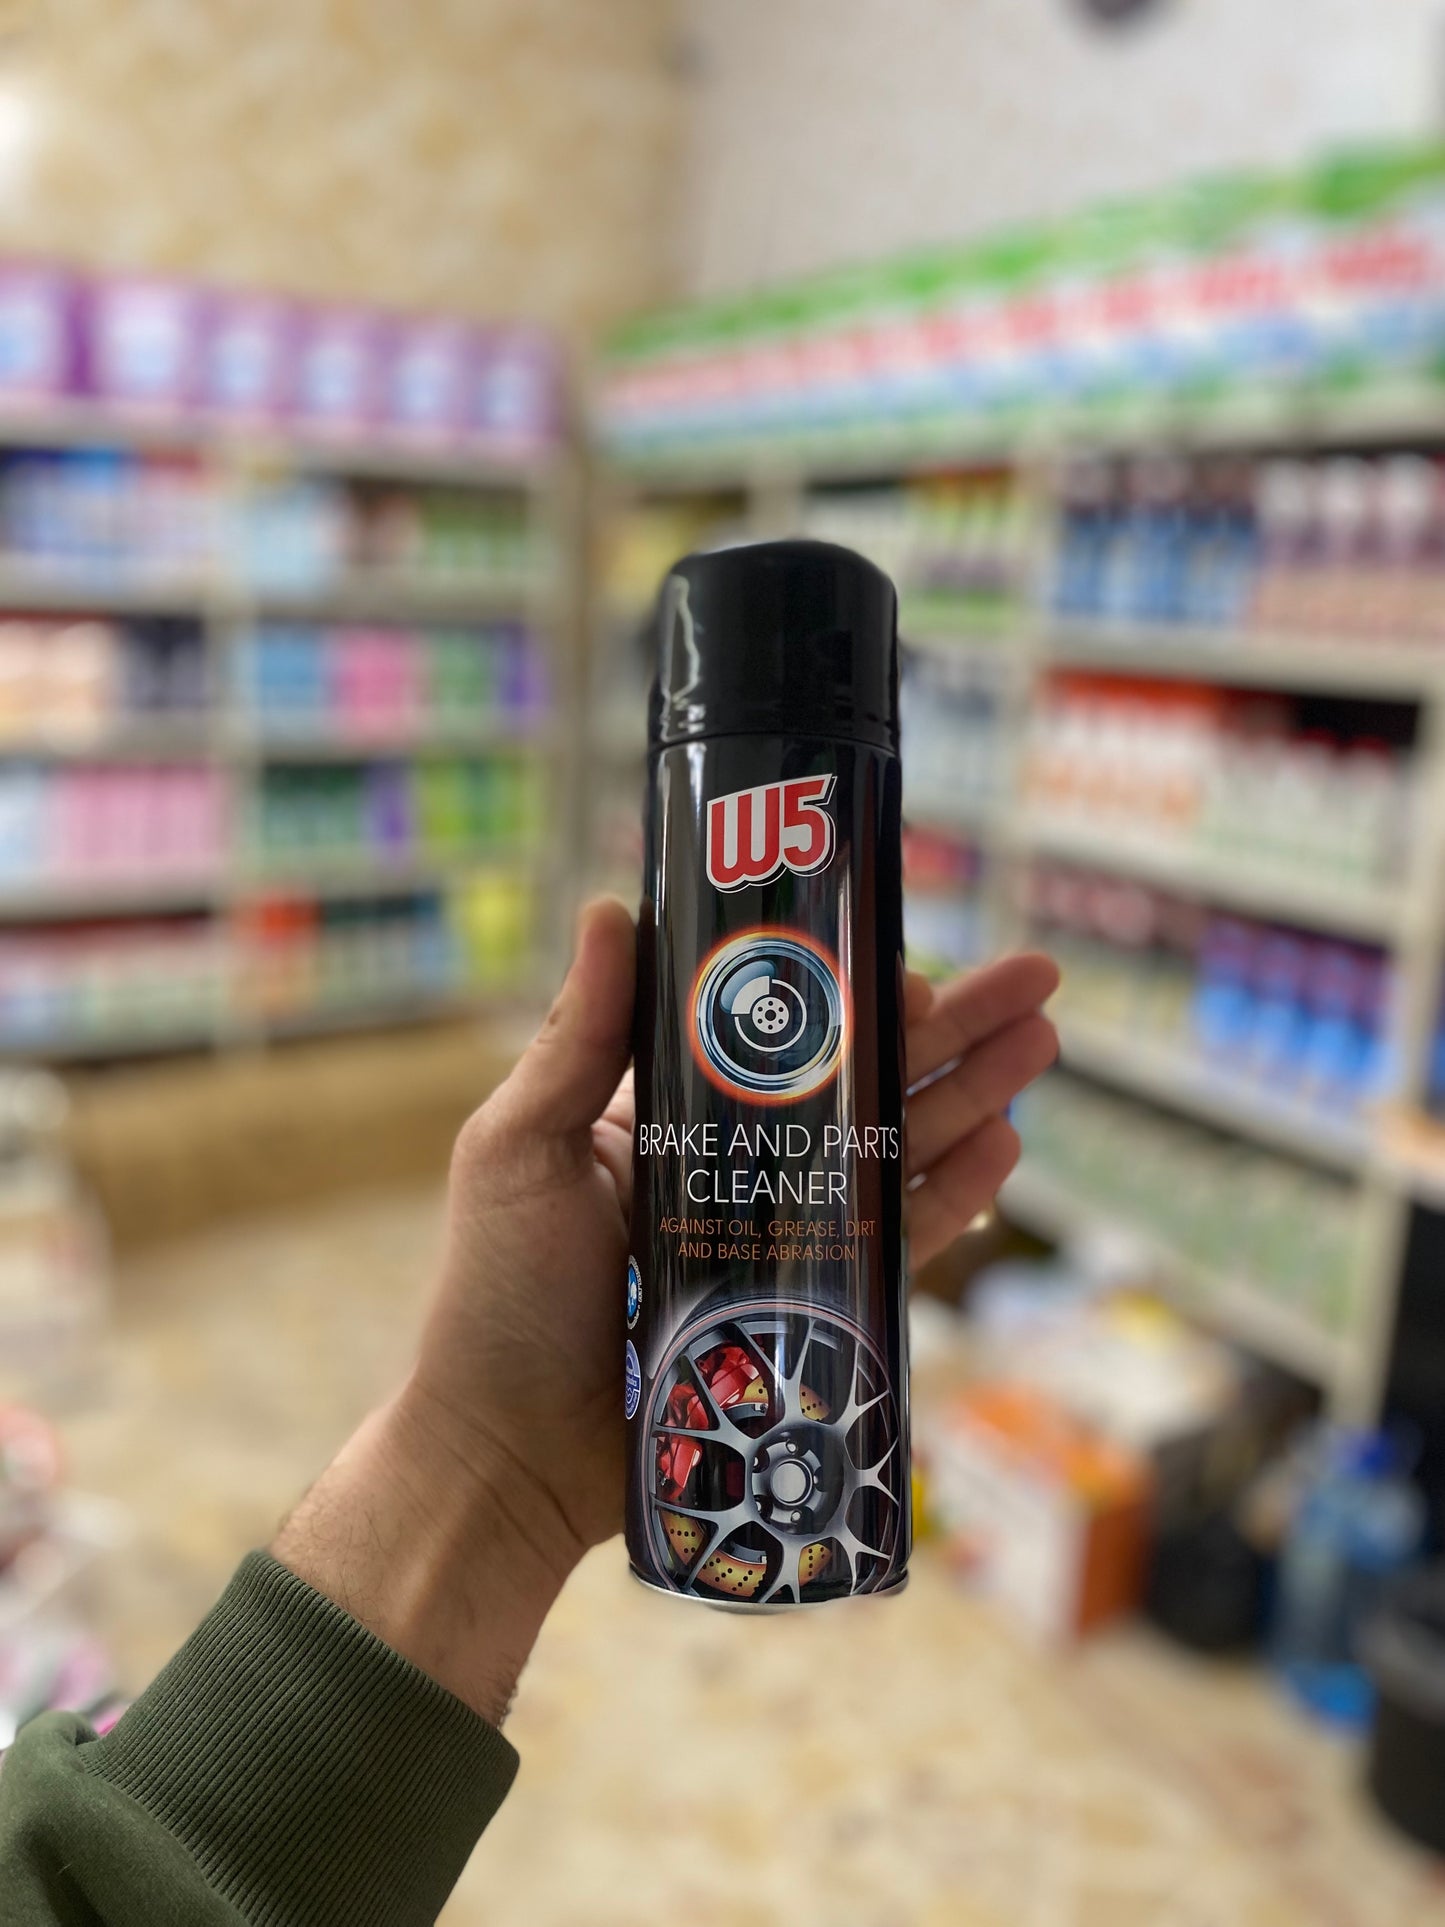 W5
BRAKE AND PARTS
CLEANER
AGAINST OIL, GREASE, DIRT
AND BASE ABRASION